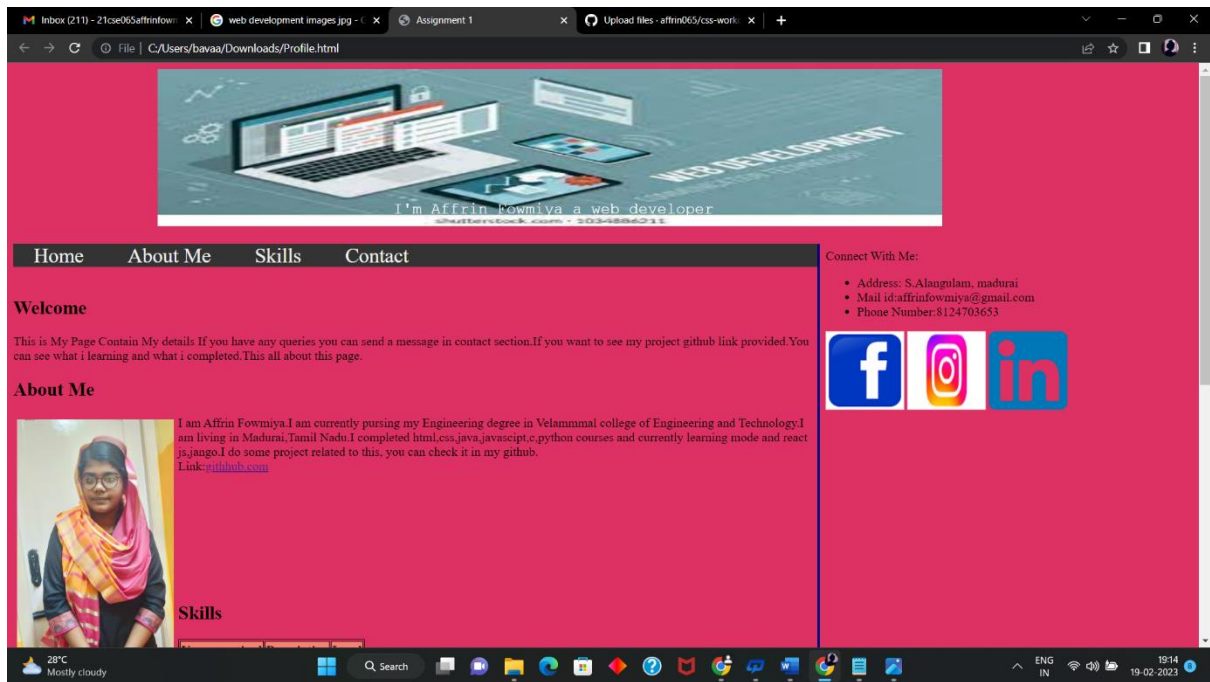 Inbox (211) - 21cse065affrinfown
web development images jpg - G
Assignment 1
Upload files · affrin065/css-work
File | C:/Users/bavaa/Downloads/Profile.html
WEB DEVELOPMENT
I'm Affrin Fowmiya a web developer
shutterstock.com · 1034886211
Home About Me Skills Contact
Connect With Me:
• Address: S.Alangulam, madurai
• Mail id:affrinfowmiya@gmail.com
• Phone Number:8124703653
Welcome
This is My Page Contain My details If you have any queries you can send a message in contact section.If you want to see my project github link provided.You
can see what i learning and what i completed.This all about this page.
About Me
I am Affrin Fowmiya.I am currently pursing my Engineering degree in Velammmal college of Engineering and Technology.I
am living in Madurai,Tamil Nadu.I completed html,css,java,javascipt,c,python courses and currently learning mode and react
js,jango.I do some project related to this, you can check it in my github.
Link:githhub.com
Skills
28°C
Mostly cloudy
Search
ENG
IN
19:14
19-02-2023